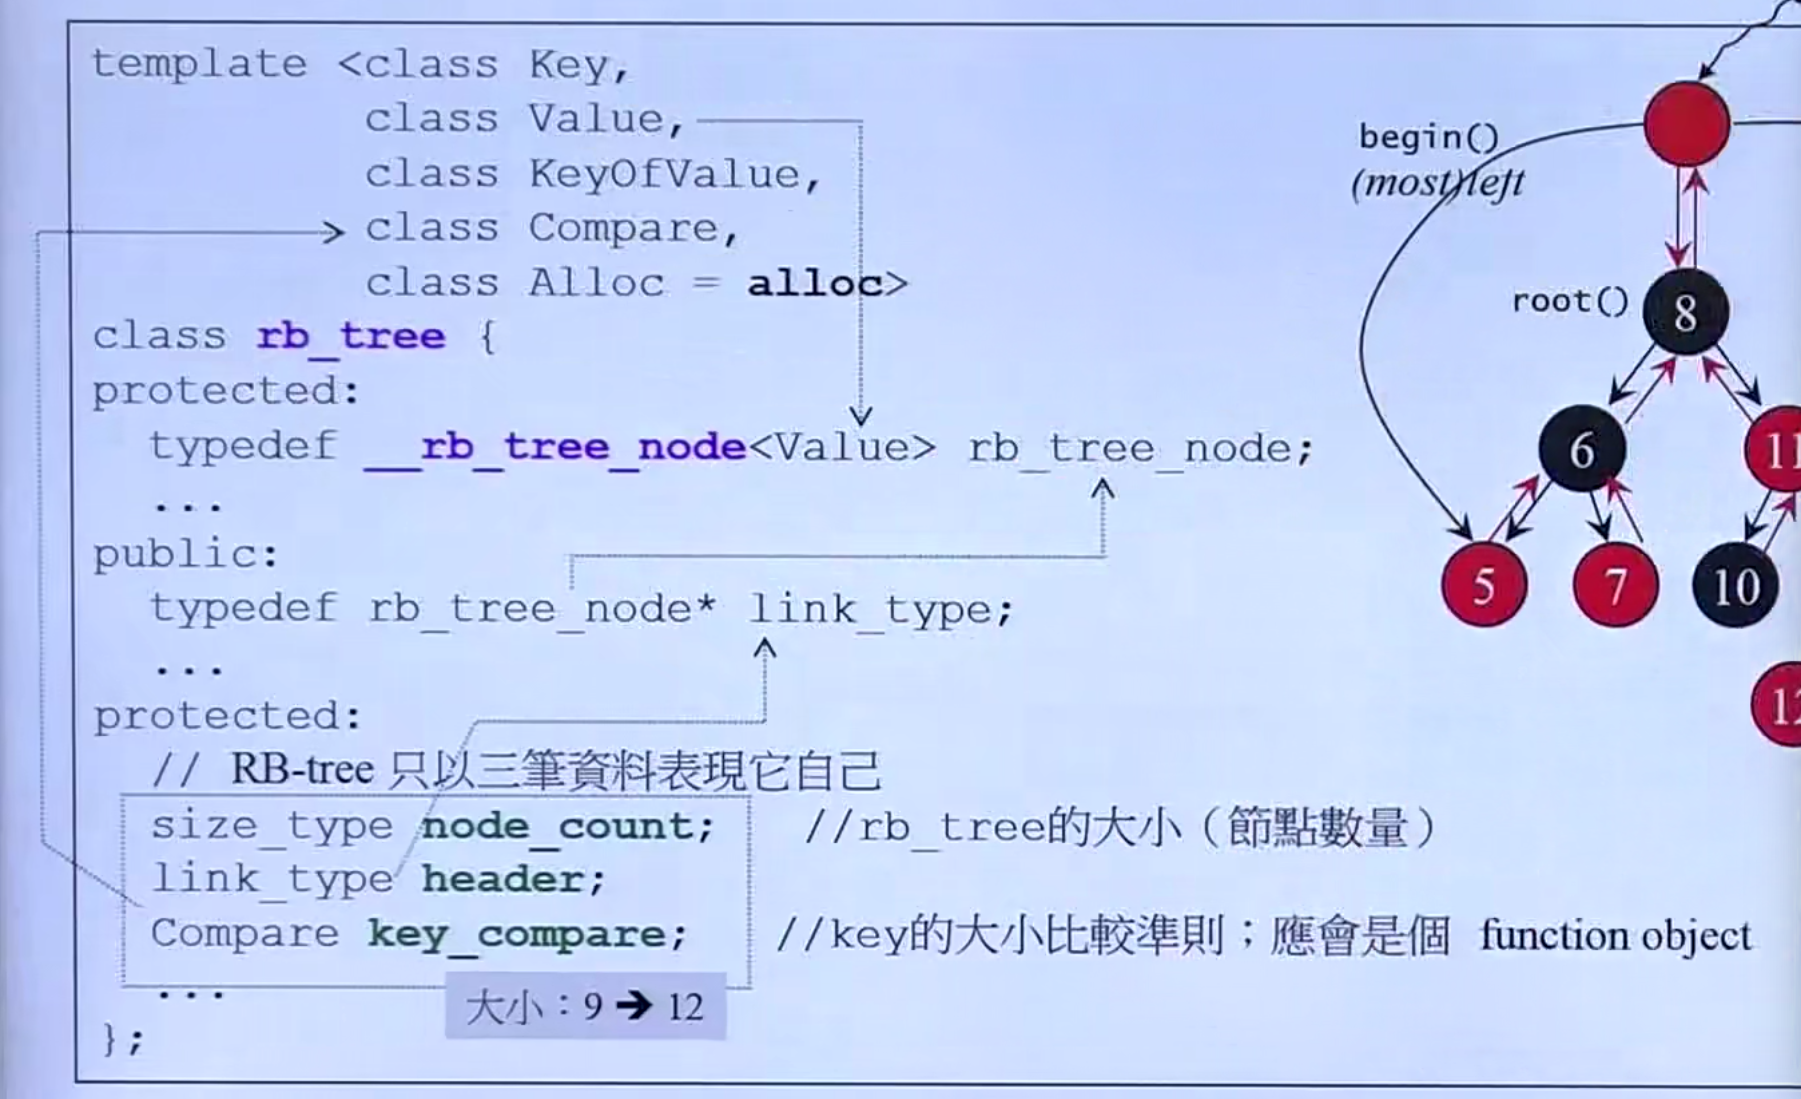 template <class Key,
class Value,
class KeyOfValue,
class Compare,
class Alloc = alloc>
class rb_tree {
protected:
typedef __rb_tree_node<Value> rb_tree_node;
...
public:
typedef rb_tree_node* link_type;
...
protected:
// RB-tree 只以三筆資料表現它自己
size_type node_count; //rb_tree的大小（節點數量）
link_type header;
Compare key_compare; //key的大小比較準則；應會是個 function object
...
大小：9 ➔ 12
};
begin()
(most)left
root()
8
6
11
5
7
10
12